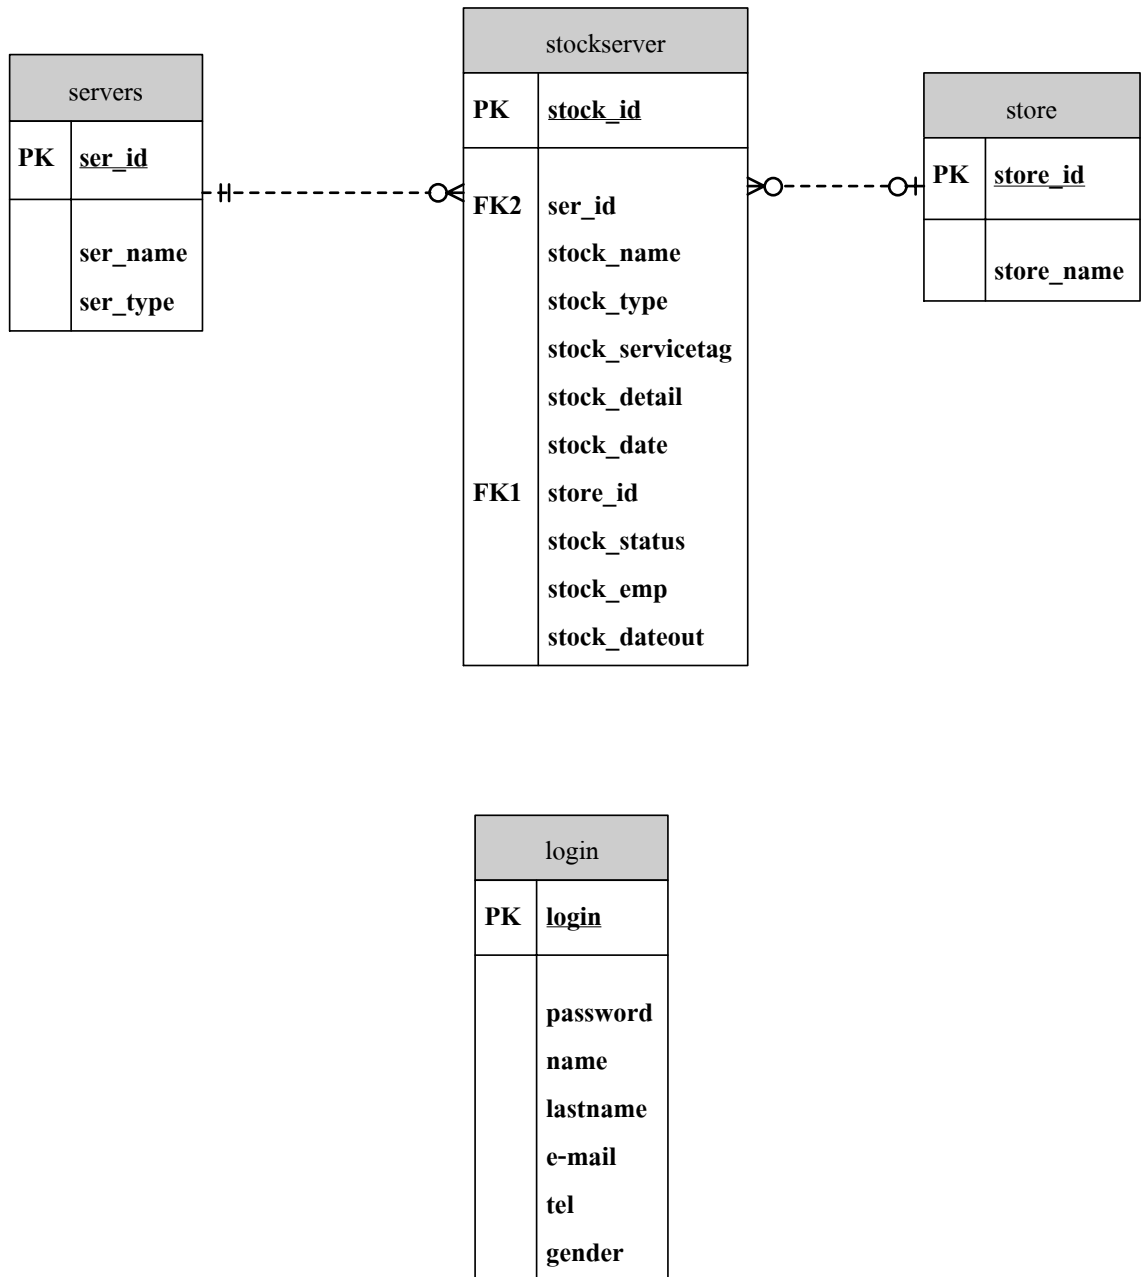 servers
PK ser_id
ser_name
ser_type
stockserver
PK stock_id
FK2 ser_id
stock_name
stock_type
stock_servicetag
stock_detail
stock_date
FK1 store_id
stock_status
stock_emp
stock_dateout
store
PK store_id
store_name
login
PK login
password
name
lastname
e-mail
tel
gender